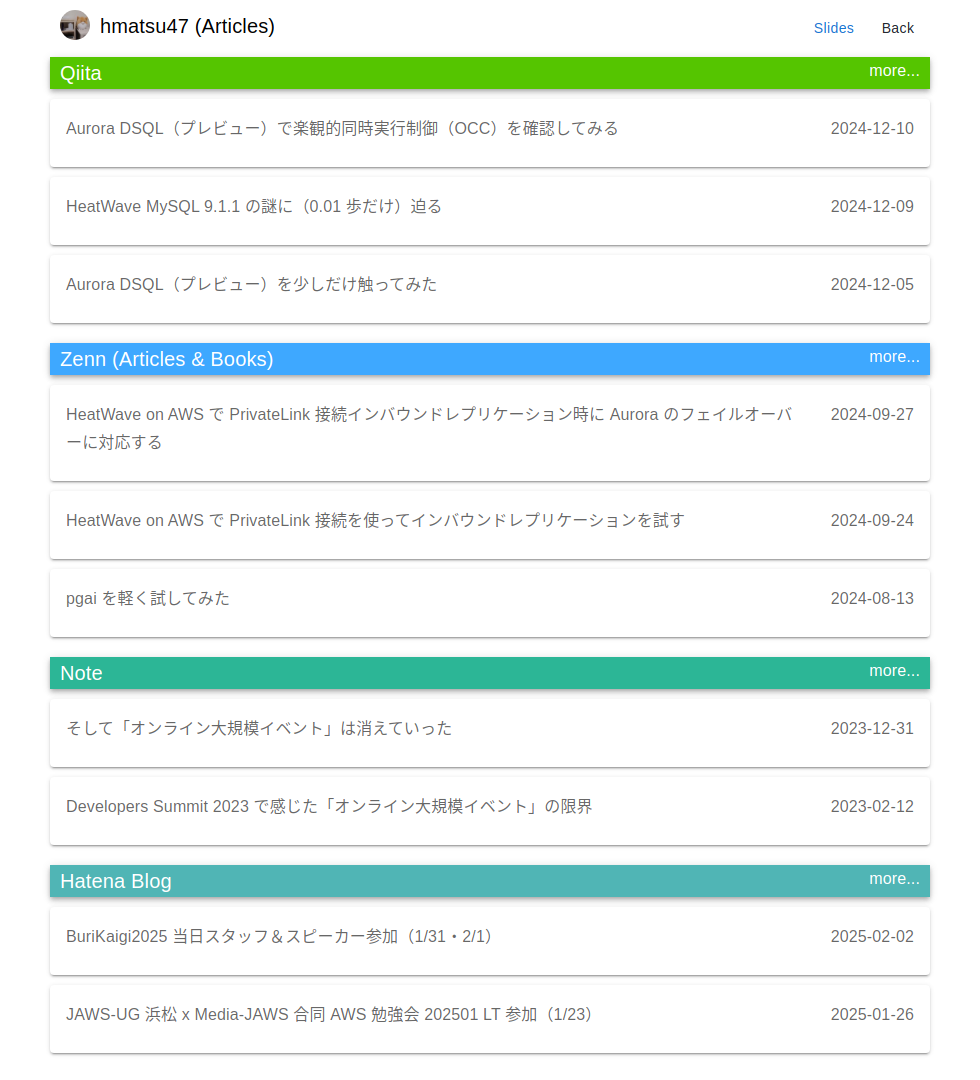 hmatsu47 (Articles)
Slides
Back
Qiita
more...
Aurora DSQL（プレビュー）で楽観的同時実行制御（OCC）を確認してみる
2024-12-10
HeatWave MySQL 9.1.1 の謎に（0.01 歩だけ）迫る
2024-12-09
Aurora DSQL（プレビュー）を少しだけ触ってみた
2024-12-05
Zenn (Articles & Books)
more...
HeatWave on AWS で PrivateLink 接続インバウンドレプリケーション時に Aurora のフェイルオーバ
2024-09-27
ーに対応する
HeatWave on AWS で PrivateLink 接続を使ってインバウンドレプリケーションを試す
2024-09-24
pgai を軽く試してみた
2024-08-13
Note
more...
そして「オンライン大規模イベント」は消えていった
2023-12-31
Developers Summit 2023 で感じた「オンライン大規模イベント」の限界
2023-02-12
Hatena Blog
more...
BuriKaigi2025 当日スタッフ＆スピーカー参加（1/31・2/1）
2025-02-02
JAWS-UG 浜松 x Media-JAWS 合同 AWS 勉強会 202501 LT 参加（1/23）
2025-01-26